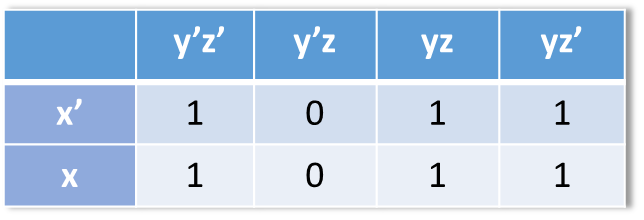 y’z’ y’z yz yz’
x’ 1 0 1 1
x 1 0 1 1